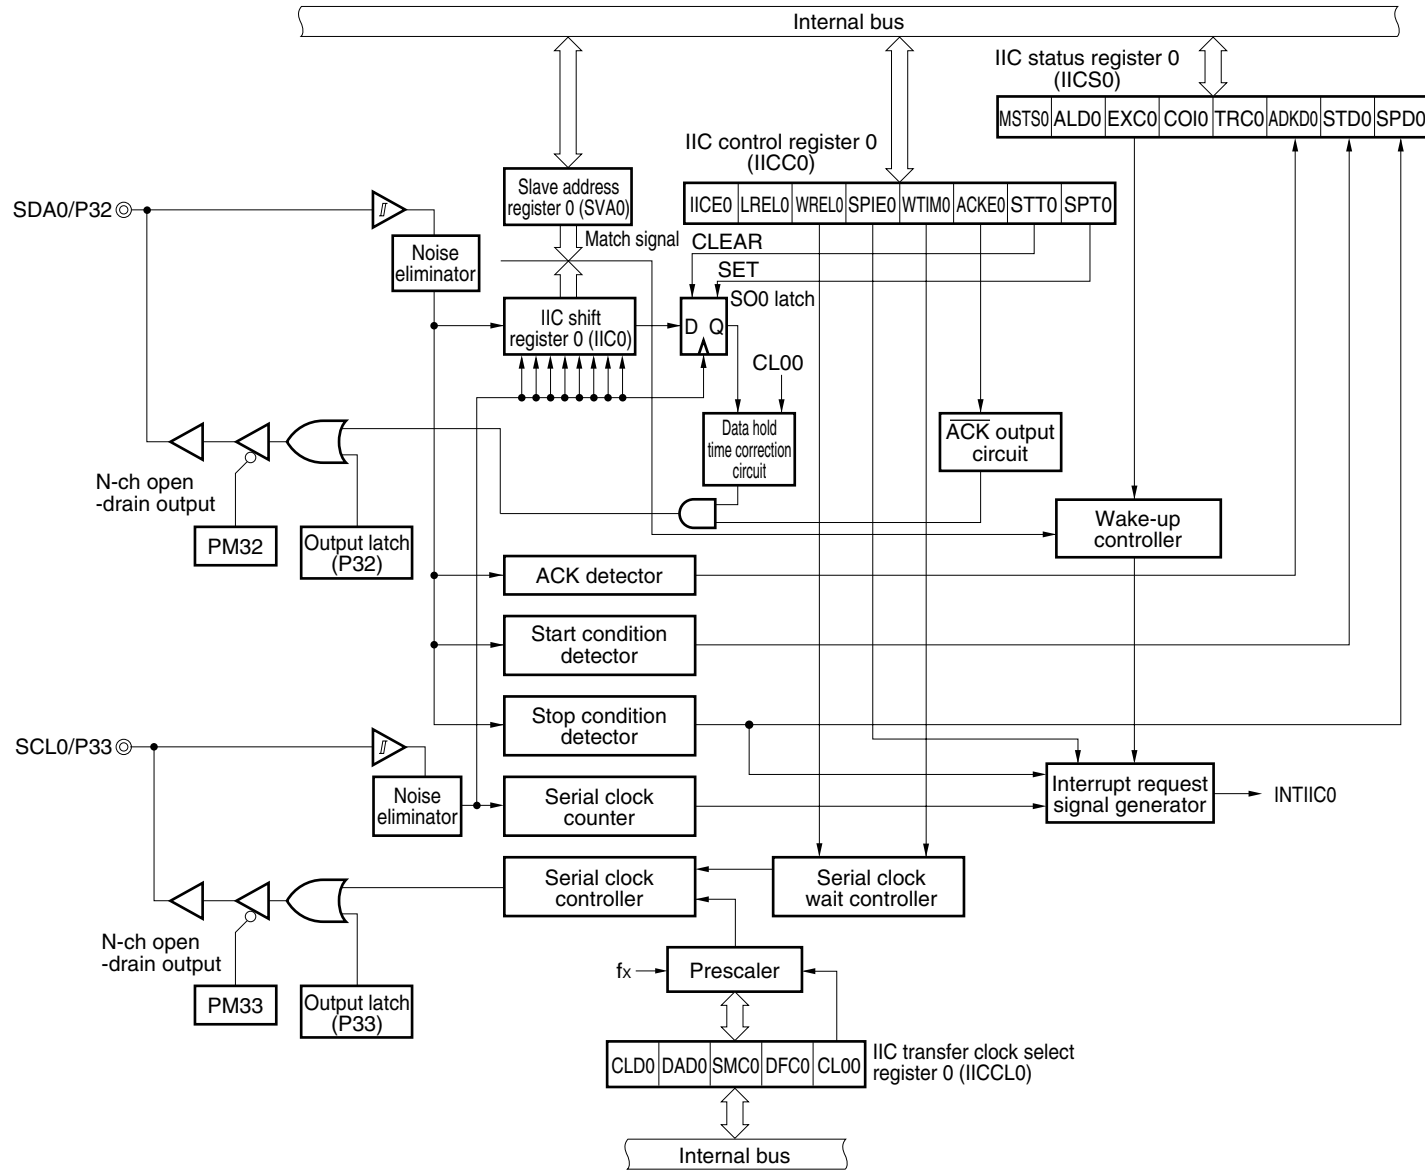 Internal bus
IIC status register 0
(IICS0)
MSTS0 ALD0 EXC0 COI0 TRC0 ADKD0 STD0 SPD0
IIC control register 0
(IICC0)
IICE0 LREL0 WREL0 SPIE0 WTIM0 ACKE0 STT0 SPT0
Slave address
register 0 (SVA0)
SDA0/P32
Noise
eliminator
Match signal
CLEAR
SET
SO0 latch
IIC shift
register 0 (IIC0)
D Q
CL00
Data hold
time correction
circuit
ACK output
circuit
N-ch open
-drain output
PM32
Output latch
(P32)
Wake-up
controller
ACK detector
Start condition
detector
Stop condition
detector
SCL0/P33
Noise
eliminator
Serial clock
counter
Interrupt request
signal generator
INTIIC0
Serial clock
controller
Serial clock
wait controller
N-ch open
-drain output
PM33
Output latch
(P33)
fx
Prescaler
CLD0 DAD0 SMC0 DFC0 CL00
IIC transfer clock select
register 0 (IICCL0)
Internal bus